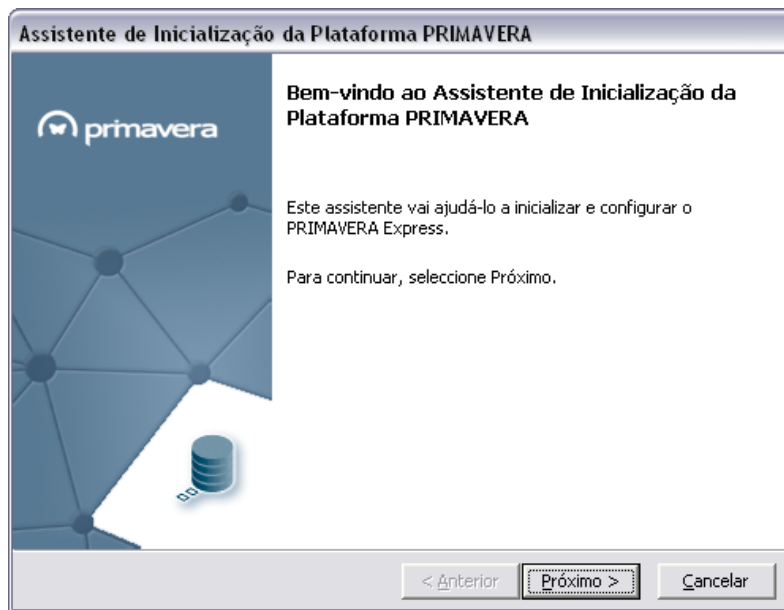 Assistente de Inicialização da Plataforma PRIMAVERA
primavera
Bem-vindo ao Assistente de Inicialização da
Plataforma PRIMAVERA
Este assistente vai ajudá-lo a inicializar e configurar o
PRIMAVERA Express.
Para continuar, seleccione Próximo.
< Anterior
Próximo >
Cancelar